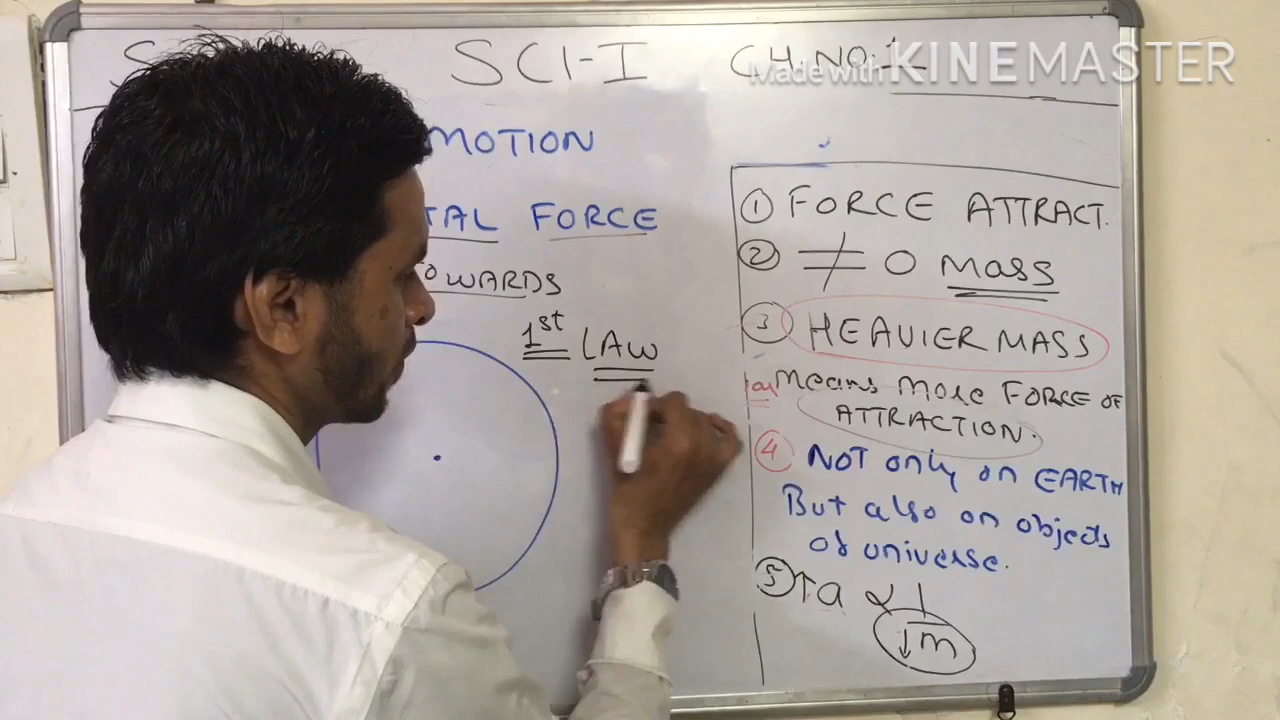 SCI-I CH.NO.1
Made with KINEMASTER
MOTION
FORCE
TOWARDS
1st LAW
① FORCE ATTRACT.
② ≠ 0 MASS
③ HEAVIER MASS
Means More FORCE OF
ATTRACTION.
④ NOT only on EARTH
But also on objects
of universe.
⑤ ↑a α 1
↓m